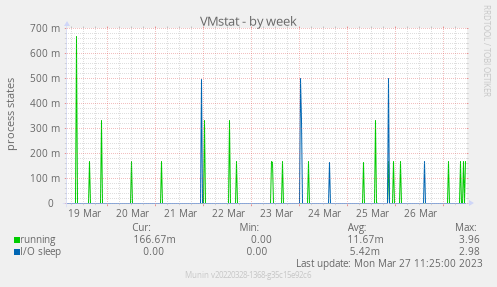 VMstat - by week
RRDTOOL / TOBI OETIKER
process states
700 m
600 m
500 m
400 m
300 m
200 m
100 m
0
19 Mar 20 Mar 21 Mar 22 Mar 23 Mar 24 Mar 25 Mar 26 Mar
Cur: Min: Avg: Max:
running 166.67m 0.00 11.67m 3.96
I/O sleep 0.00 0.00 5.42m 2.98
Last update: Mon Mar 27 11:25:00 2023
Munin v20220328-1368-g35c15e92c6